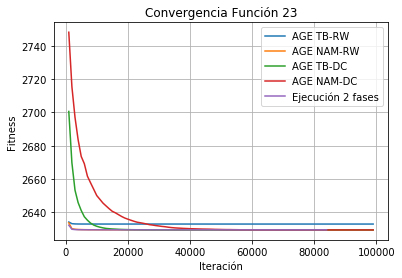 Convergencia Función 23
AGE TB-RW
AGE NAM-RW
AGE TB-DC
AGE NAM-DC
Ejecución 2 fases
Fitness
2740
2720
2700
2680
2660
2640
0
20000
40000
60000
80000
100000
Iteración